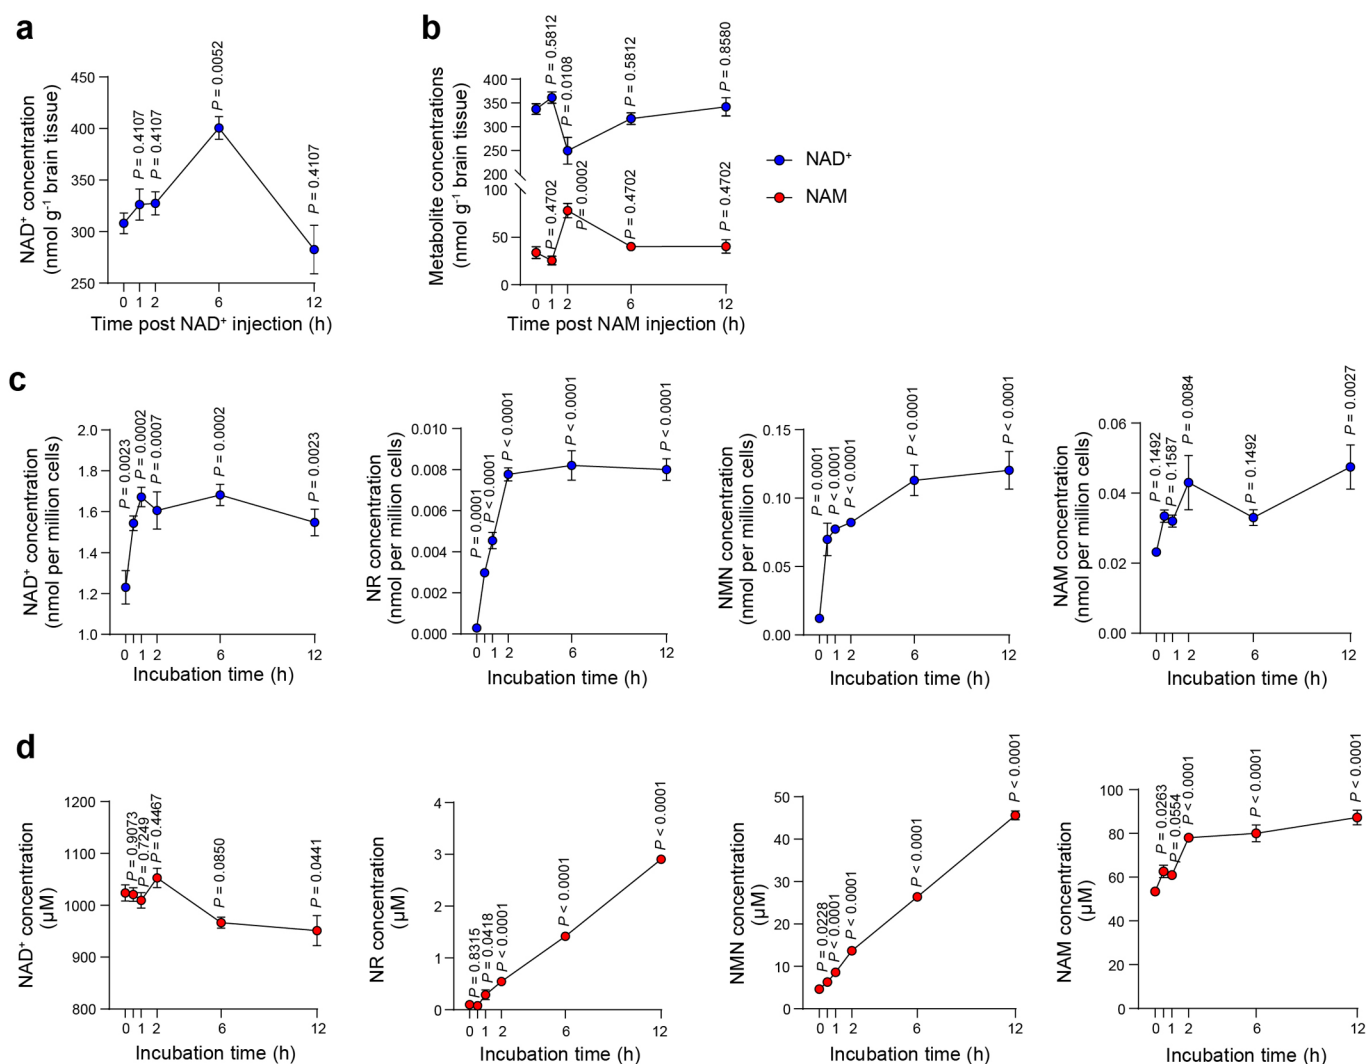 a
NAD⁺ concentration
(nmol g⁻¹ brain tissue)
450
400
350
300
250
P = 0.4107
P = 0.4107
P = 0.0052
P = 0.4107
0 1 2 6 12
Time post NAD⁺ injection (h)
b
Metabolite concentrations
(nmol g⁻¹ brain tissue)
400
350
300
250
200
100
50
0
P = 0.5812
P = 0.0108
P = 0.5812
P = 0.8580
P = 0.4702
P = 0.0002
P = 0.4702
P = 0.4702
0 1 2 6 12
Time post NAM injection (h)
NAD⁺
NAM
c
NAD⁺ concentration
(nmol per million cells)
2.0
1.8
1.6
1.4
1.2
1.0
P = 0.0023
P = 0.0002
P = 0.0007
P = 0.0002
P = 0.0023
0 1 2 6 12
Incubation time (h)
NR concentration
(nmol per million cells)
0.010
0.008
0.006
0.004
0.002
0.000
P = 0.0001
P < 0.0001
P < 0.0001
P < 0.0001
P < 0.0001
0 1 2 6 12
Incubation time (h)
NMN concentration
(nmol per million cells)
0.15
0.10
0.05
0.00
P = 0.0001
P < 0.0001
P < 0.0001
P < 0.0001
P < 0.0001
0 1 2 6 12
Incubation time (h)
NAM concentration
(nmol per million cells)
0.06
0.04
0.02
0.00
P = 0.1492
P = 0.1587
P = 0.0084
P = 0.1492
P = 0.0027
0 1 2 6 12
Incubation time (h)
d
NAD⁺ concentration
(µM)
1200
1100
1000
900
800
P = 0.9073
P = 0.7249
P = 0.4467
P = 0.0850
P = 0.0441
0 1 2 6 12
Incubation time (h)
NR concentration
(µM)
4
3
2
1
0
P = 0.8315
P = 0.0418
P < 0.0001
P < 0.0001
P < 0.0001
0 1 2 6 12
Incubation time (h)
NMN concentration
(µM)
50
40
30
20
10
0
P = 0.0228
P < 0.0001
P < 0.0001
P < 0.0001
P < 0.0001
0 1 2 6 12
Incubation time (h)
NAM concentration
(µM)
100
80
60
40
20
0
P = 0.0263
P = 0.0554
P < 0.0001
P < 0.0001
P < 0.0001
0 1 2 6 12
Incubation time (h)